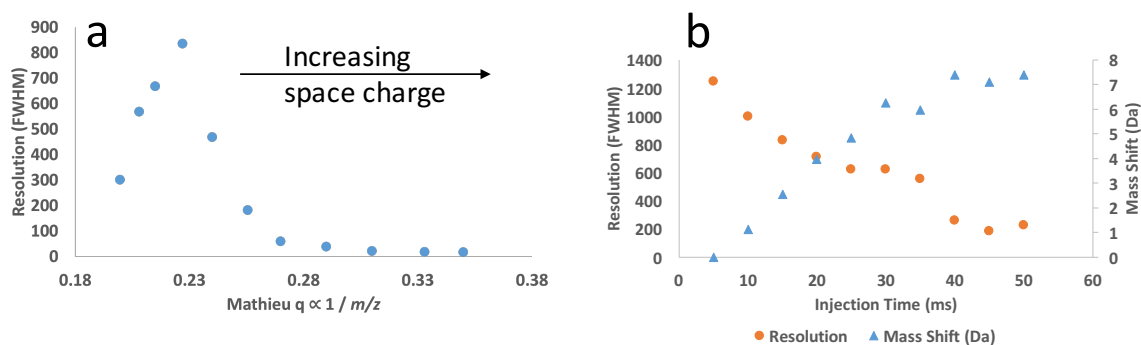 a
900
800
700
600
500
400
300
200
100
0
Resolution (FWHM)
Increasing
space charge
0.18 0.23 0.28 0.33 0.38
Mathieu q ∝ 1 / m/z
b
1400
1200
1000
800
600
400
200
0
Resolution (FWHM)
8
7
6
5
4
3
2
1
0
Mass Shift (Da)
0 10 20 30 40 50 60
Injection Time (ms)
Resolution Mass Shift (Da)